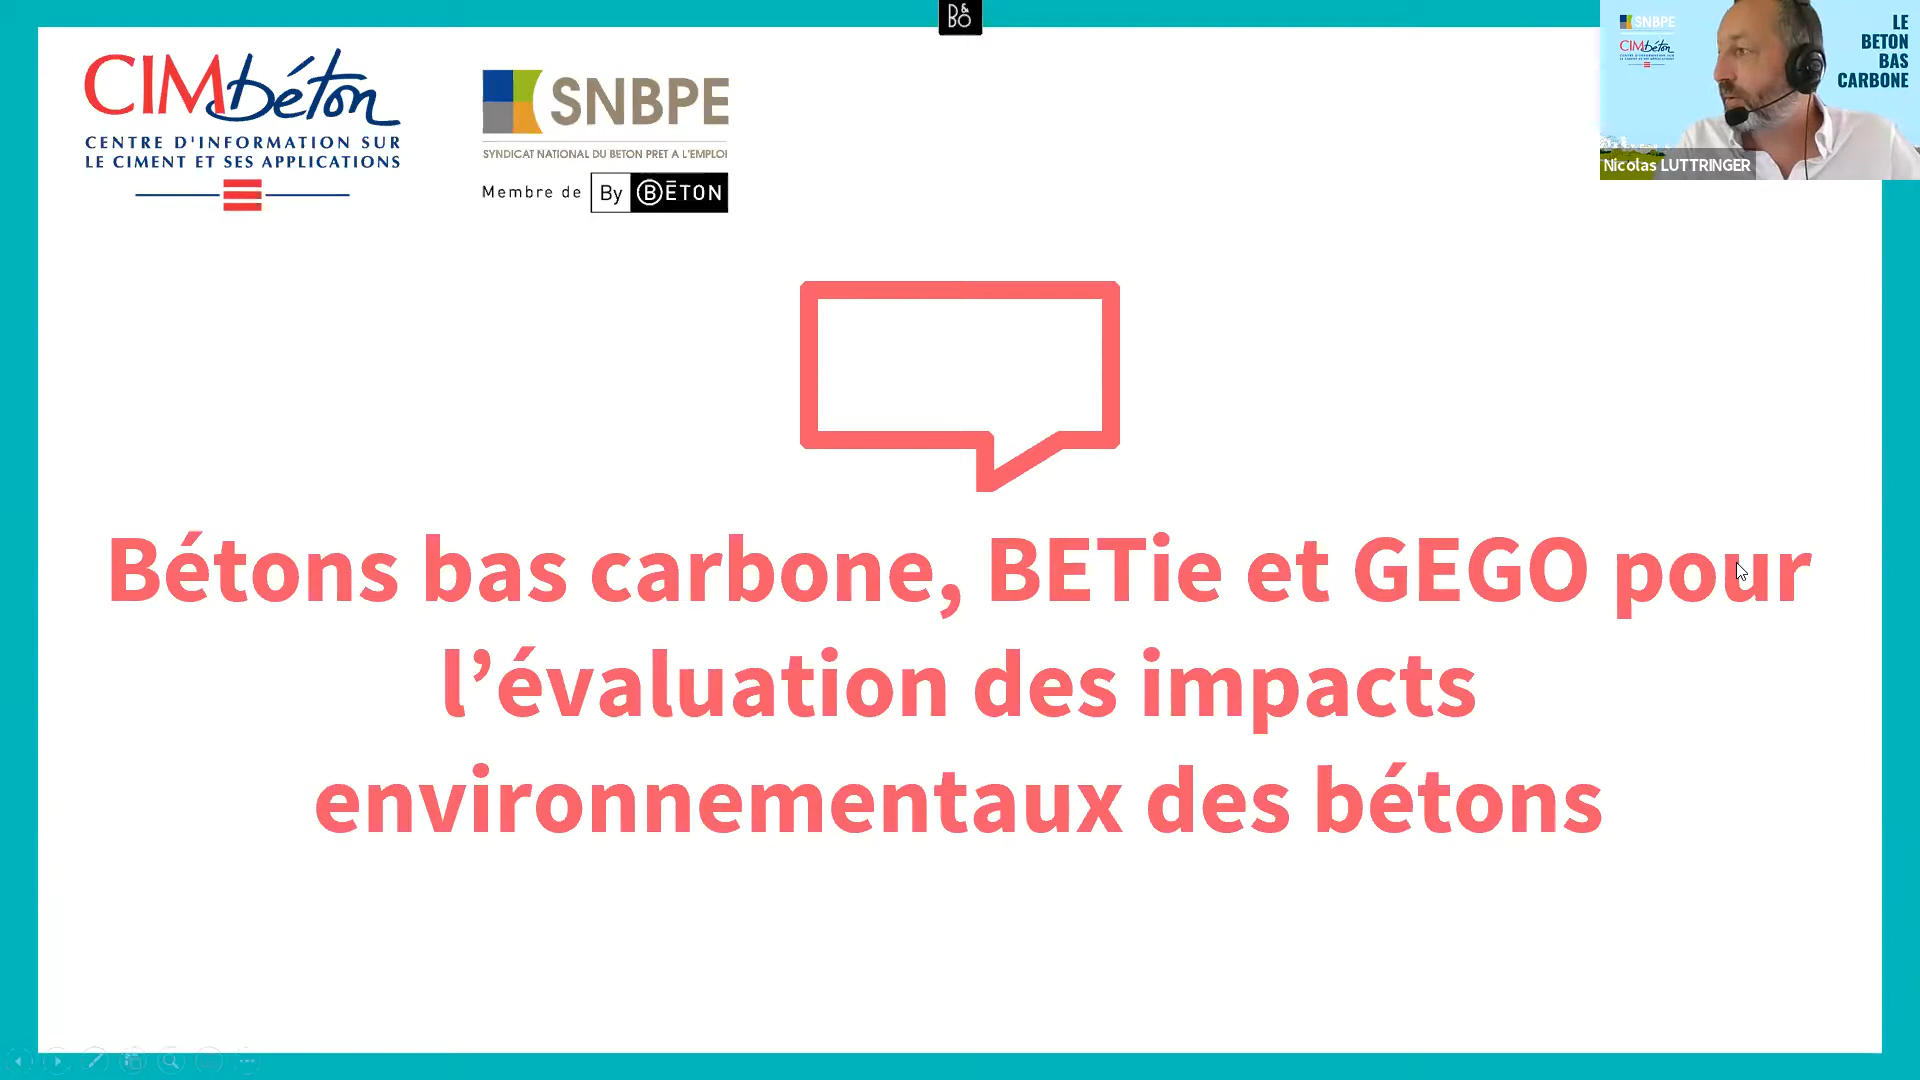 CIMbéton
CENTRE D'INFORMATION SUR
LE CIMENT ET SES APPLICATIONS
SNBPE
SYNDICAT NATIONAL DU BETON PRET A L'EMPLOI
Membre de By BÉTON
B&O
SNBPE
CIMbéton
LE
BETON
BAS
CARBONE
Nicolas LUTTRINGER
Bétons bas carbone, BETie et GEGO pour
l’évaluation des impacts
environnementaux des bétons